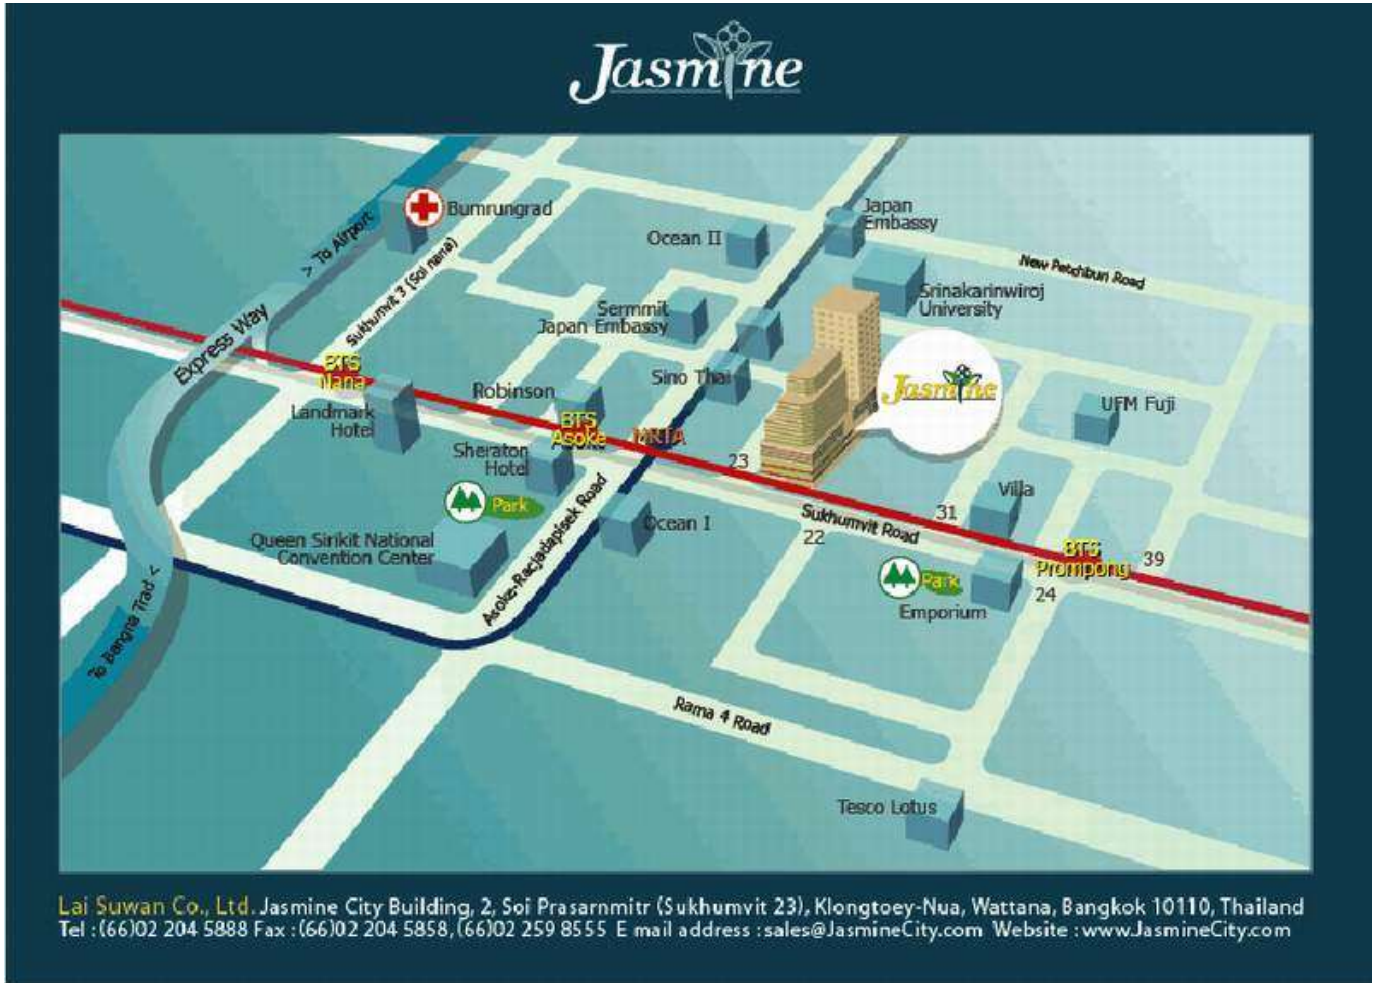 Jasmine
Bumrungrad
> To Airport
Sukhumvit 3 (Soi nana)
Express Way
Japan
Embassy
Ocean II
New Petchburi Road
Srinakarinwiroj
University
Sermmit
Japan Embassy
Sino Thai
Jasmine
BTS
Nana
Landmark
Hotel
Robinson
BTS
Asoke
MRTA
UFM Fuji
Sheraton
Hotel
23
Park
Villa
31
Sukhumvit Road
22
Ocean I
Queen Sirikit National
Convention Center
Asoke-Racjadapisek Road
BTS
Prompong
39
Park
24
Emporium
To Bangna Trad <
Rama 4 Road
Tesco Lotus
Lai Suwan Co., Ltd. Jasmine City Building, 2, Soi Prasarnmitr (Sukhumvit 23), Klongtoey-Nua, Wattana, Bangkok 10110, Thailand
Tel :(66)02 204 5888 Fax :(66)02 204 5858,(66)02 259 8555 E mail address :sales@JasmineCity.com Website :www.JasmineCity.com